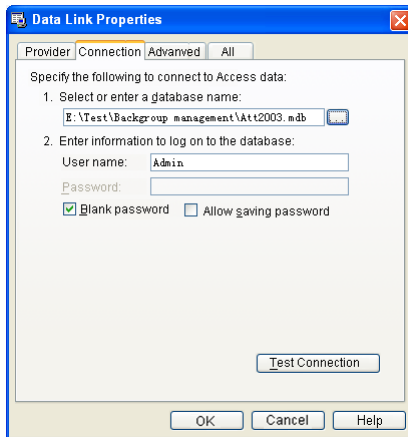 Data Link Properties
Provider Connection Advanved All
Specify the following to connect to Access data:
1. Select or enter a database name:
E:\Test\Backgroup management\Att2003.mdb ...
2. Enter information to log on to the database:
User name: Admin
Password:
Blank password Allow saving password
Test Connection
OK Cancel Help